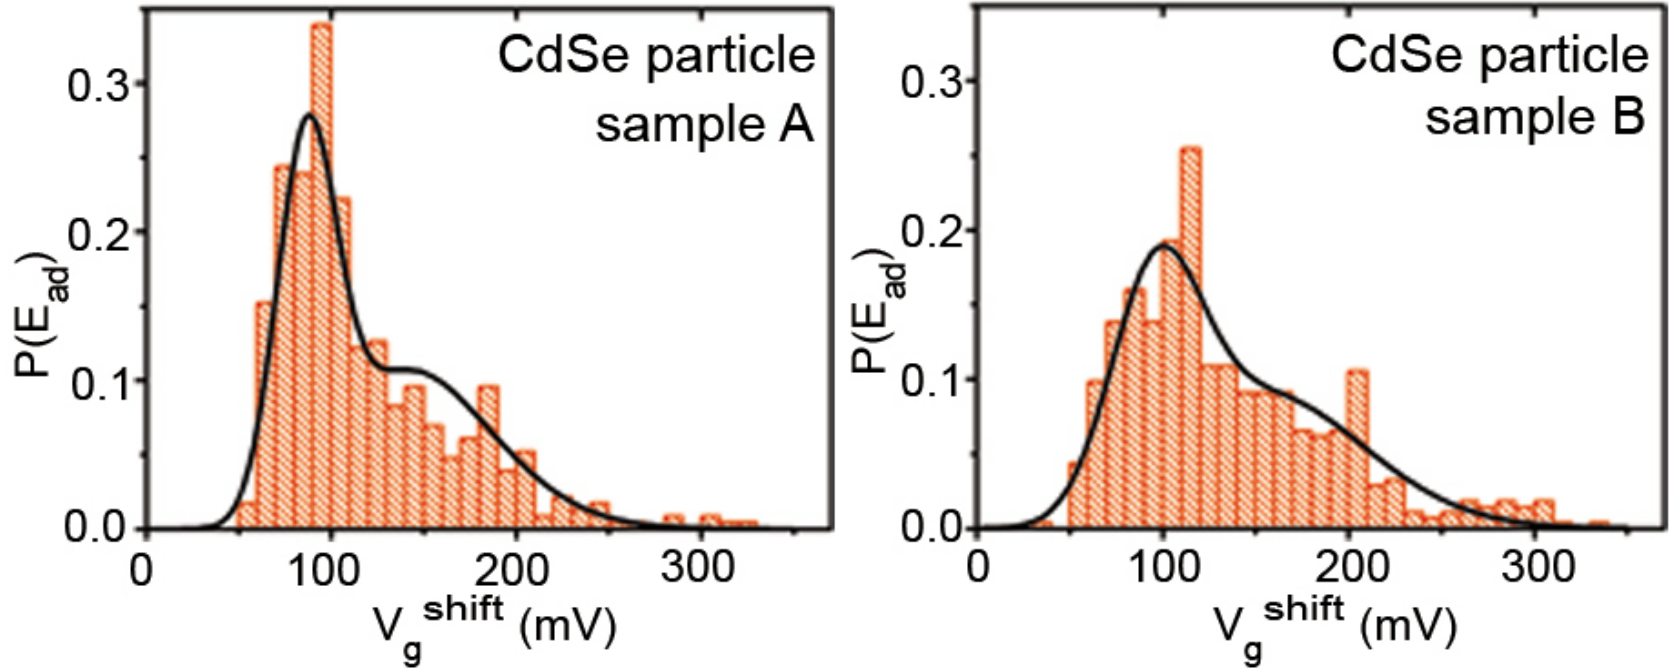 CdSe particle
sample A
0.3
0.2
0.1
0.0
P(E_ad)
0 100 200 300
V_g^shift (mV)
CdSe particle
sample B
0.3
0.2
0.1
0.0
P(E_ad)
0 100 200 300
V_g^shift (mV)